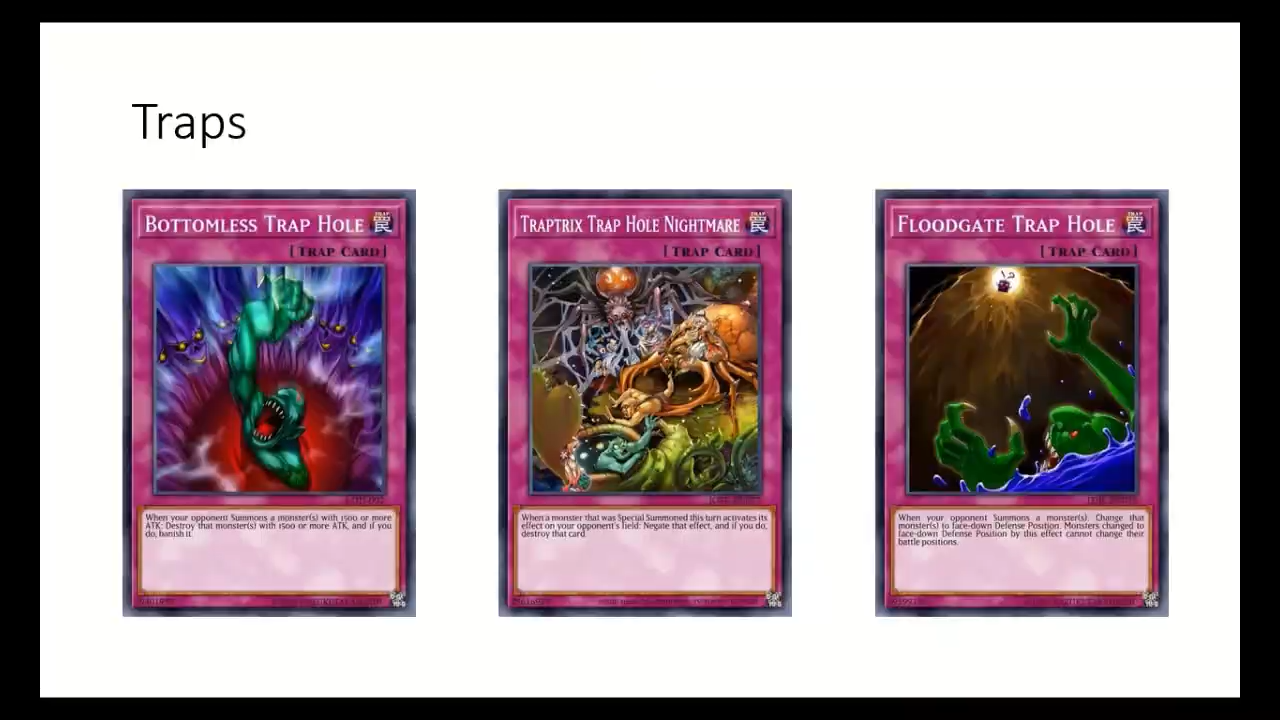 Traps
BOTTOMLESS TRAP HOLE
[TRAP CARD]
When your opponent Summons a monster(s) with 1500 or more
ATK: Destroy that monster(s) with 1500 or more ATK, and if you
do, banish it.
TRAPTRIX TRAP HOLE NIGHTMARE
[TRAP CARD]
When a monster that was Special Summoned this turn activates its
effect on your opponent's field: Negate that effect, and if you do,
destroy that card.
FLOODGATE TRAP HOLE
[TRAP CARD]
When your opponent Summons a monster(s): Change that
monster(s) to face-down Defense Position. Monsters changed to
face-down Defense Position by this effect cannot change their
battle positions.